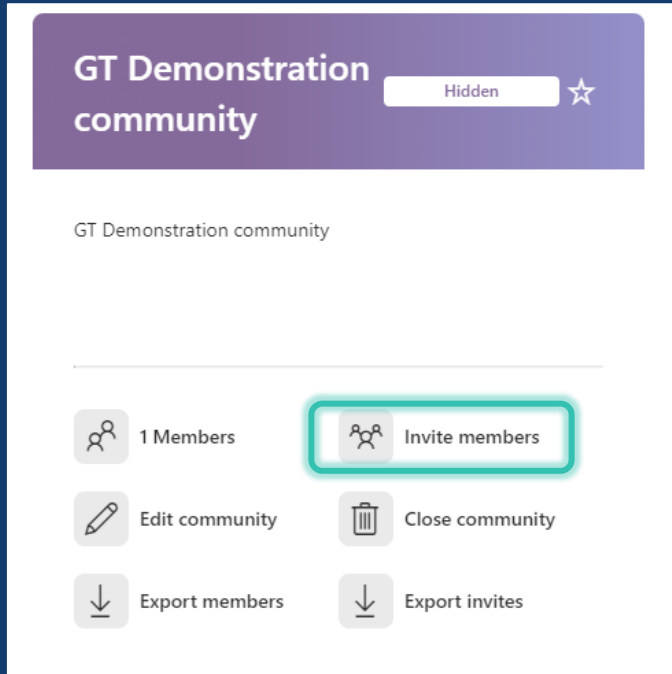 GT Demonstration
community
Hidden
GT Demonstration community
1 Members
Invite members
Edit community
Close community
Export members
Export invites